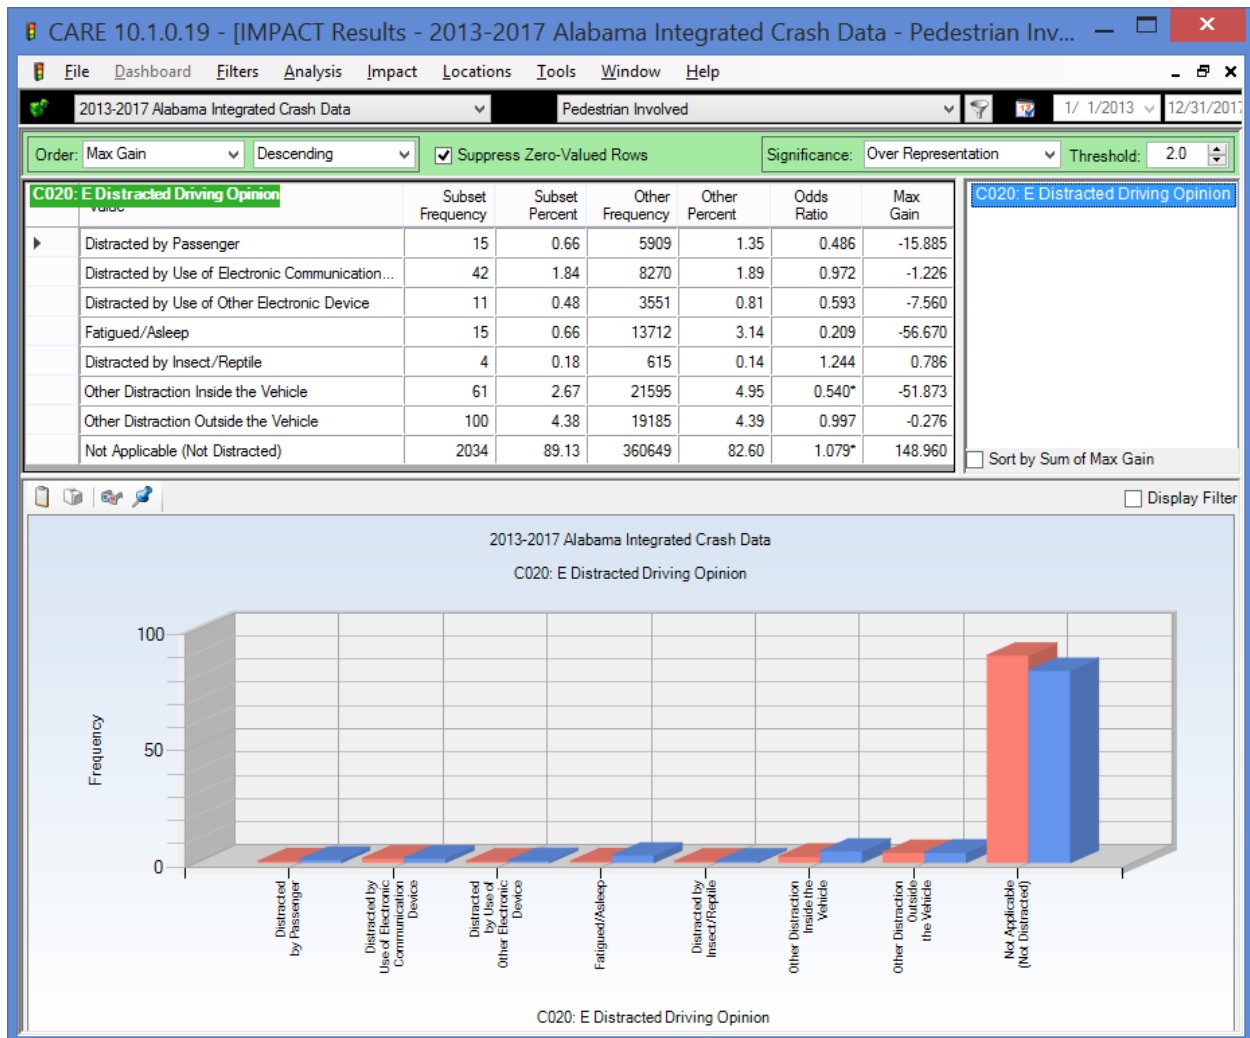 CARE 10.1.0.19 - [IMPACT Results - 2013-2017 Alabama Integrated Crash Data - Pedestrian Inv...
File Dashboard Filters Analysis Impact Locations Tools Window Help
2013-2017 Alabama Integrated Crash Data Pedestrian Involved 1/ 1/2013 12/31/2017
Order: Max Gain Descending Suppress Zero-Valued Rows Significance: Over Representation Threshold: 2.0
C020: E Distracted Driving Opinion Subset Frequency Subset Percent Other Frequency Other Percent Odds Ratio Max Gain
Distracted by Passenger 15 0.66 5909 1.35 0.486 -15.885
Distracted by Use of Electronic Communication... 42 1.84 8270 1.89 0.972 -1.226
Distracted by Use of Other Electronic Device 11 0.48 3551 0.81 0.593 -7.560
Fatigued/Asleep 15 0.66 13712 3.14 0.209 -56.670
Distracted by Insect/Reptile 4 0.18 615 0.14 1.244 0.786
Other Distraction Inside the Vehicle 61 2.67 21595 4.95 0.540* -51.873
Other Distraction Outside the Vehicle 100 4.38 19185 4.39 0.997 -0.276
Not Applicable (Not Distracted) 2034 89.13 360649 82.60 1.079* 148.960
C020: E Distracted Driving Opinion
Sort by Sum of Max Gain
Display Filter
2013-2017 Alabama Integrated Crash Data
C020: E Distracted Driving Opinion
Frequency
100
50
0
Distracted
by Passenger
Distracted by
Use of Electronic
Communication
Device
Distracted
by Use of
Other Electronic
Device
Fatigued/Asleep
Distracted by
Insect/Reptile
Other Distraction
Inside the
Vehicle
Other Distraction
Outside
the Vehicle
Not Applicable
(Not Distracted)
C020: E Distracted Driving Opinion